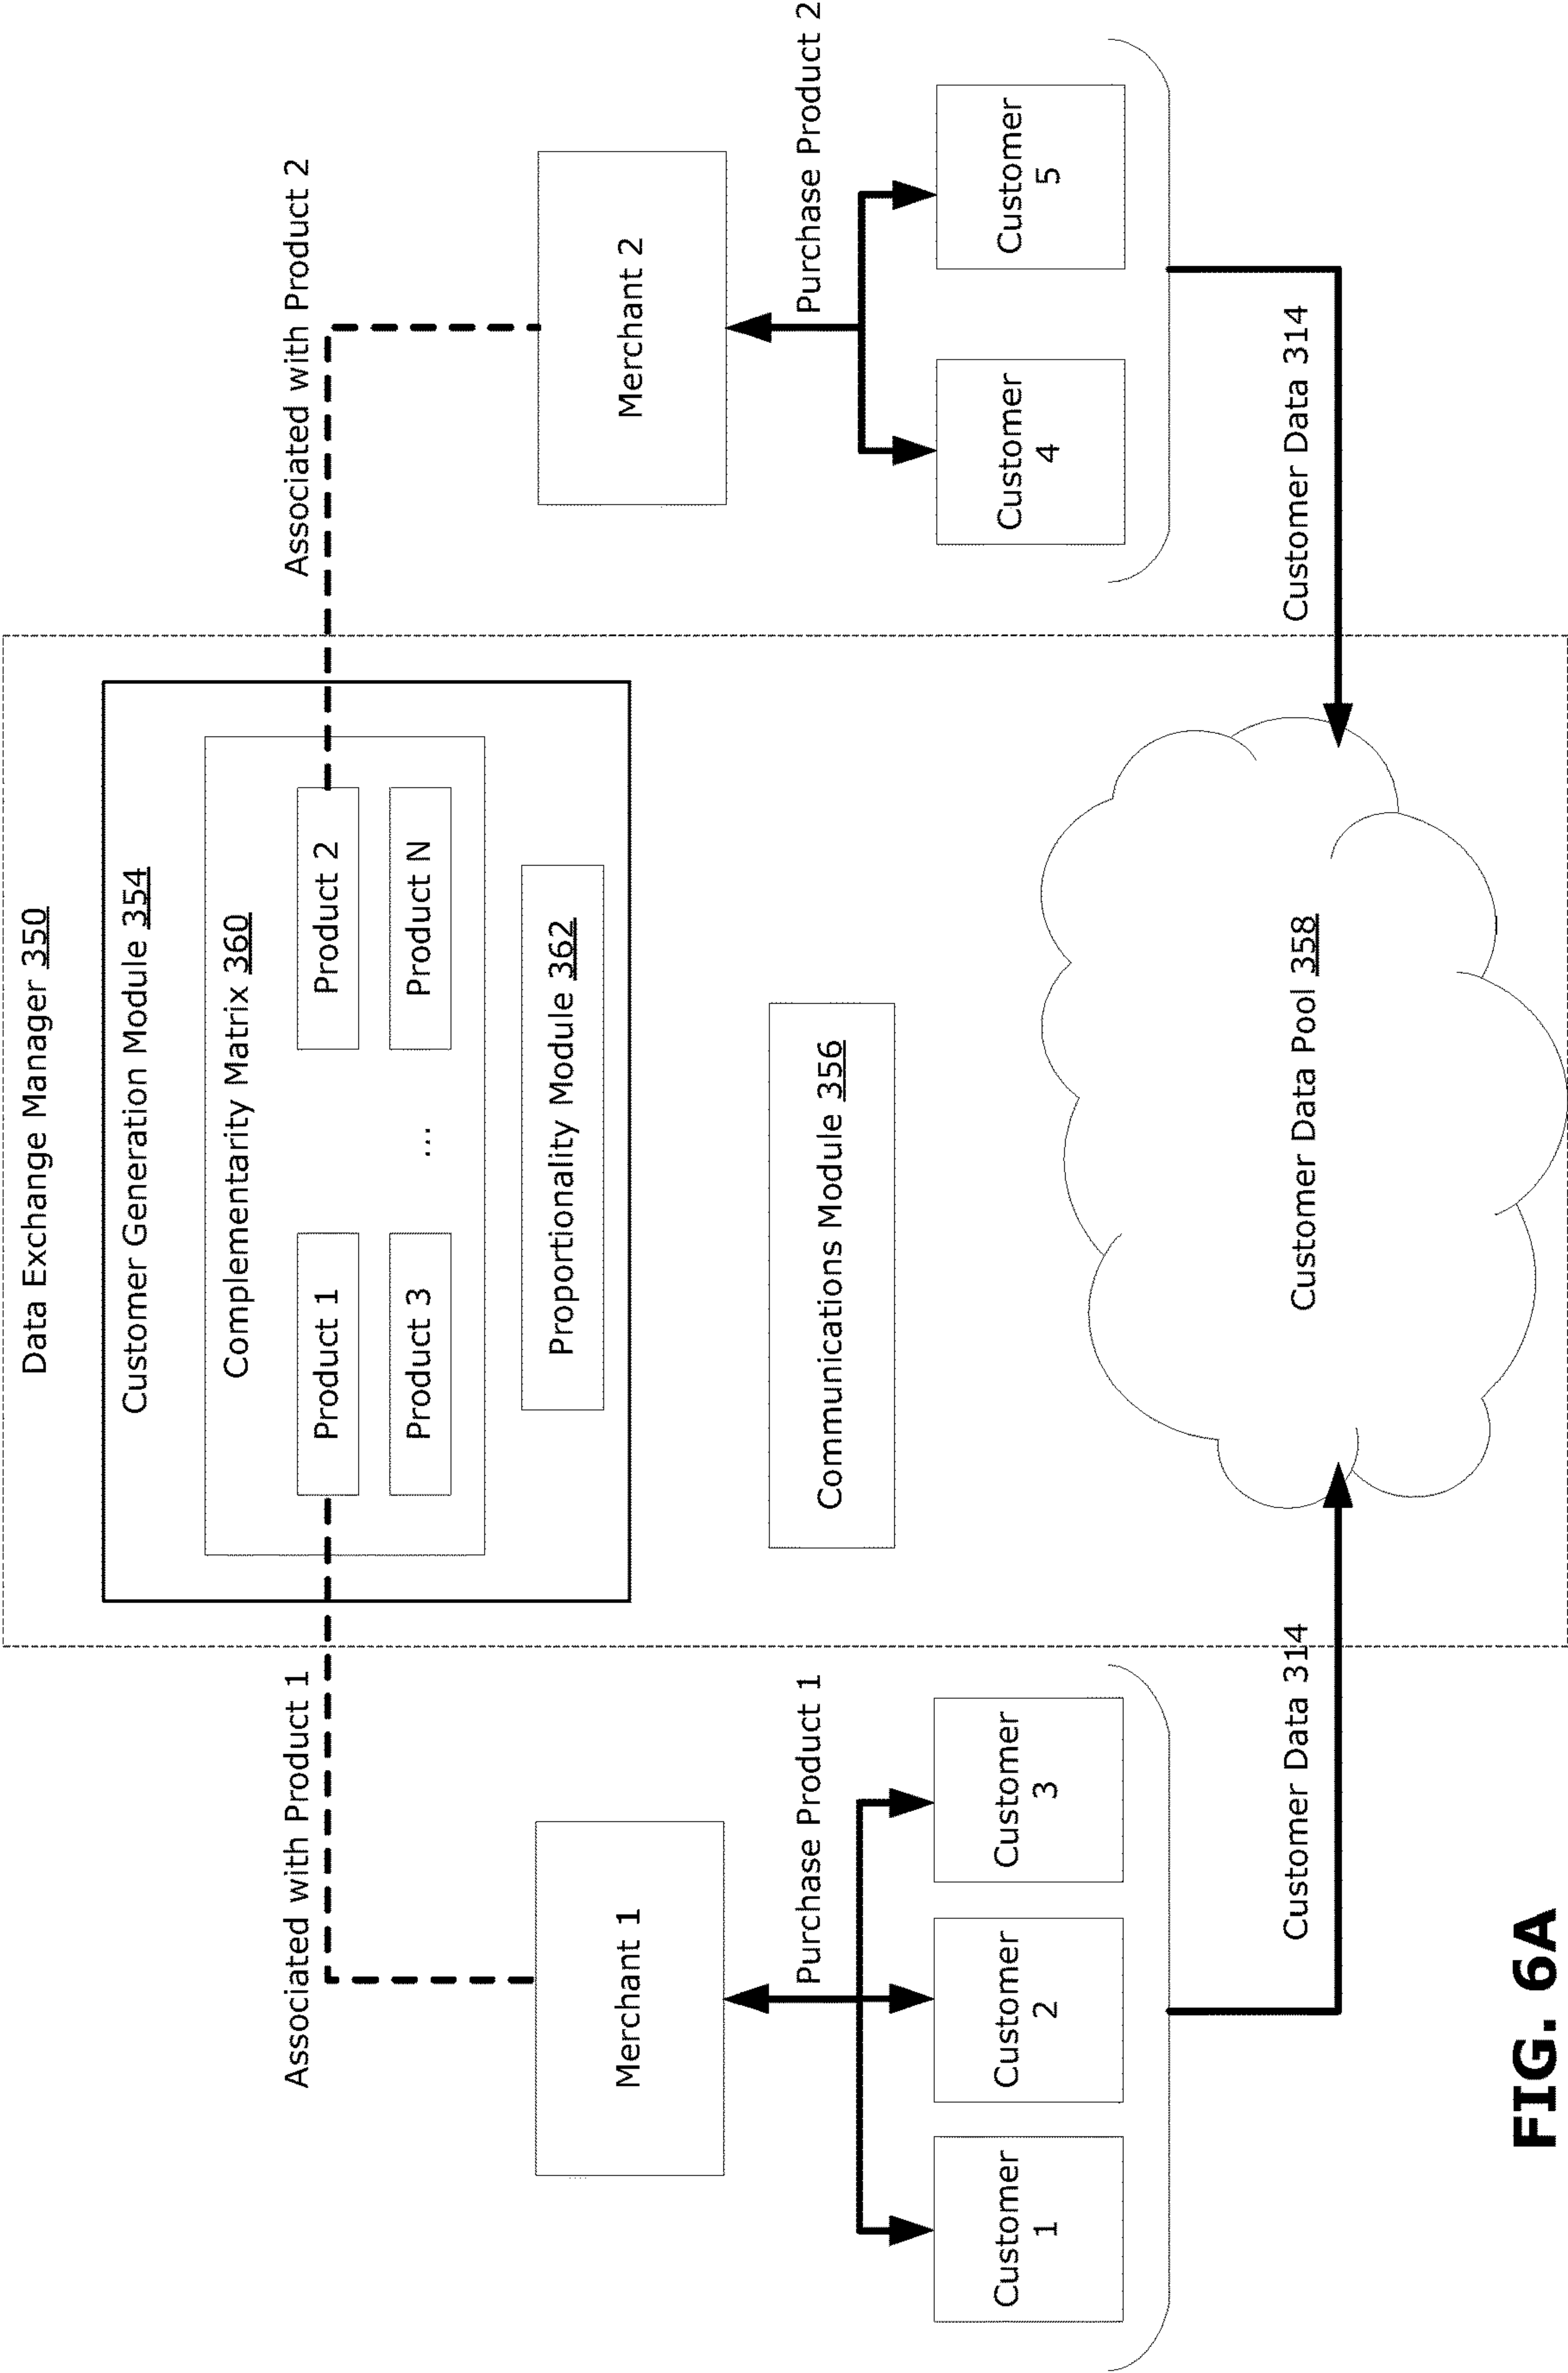 Data Exchange Manager 350
Customer Generation Module 354
Complementarity Matrix 360
Associated with Product 1
Associated with Product 2
Product 1
Product 2
Product 3
...
Product N
Proportionality Module 362
Merchant 1
Merchant 2
Purchase Product 1
Communications Module 356
Purchase Product 2
Customer
1
Customer
2
Customer
3
Customer
4
Customer
5
Customer Data 314
Customer Data Pool 358
Customer Data 314
FIG. 6A